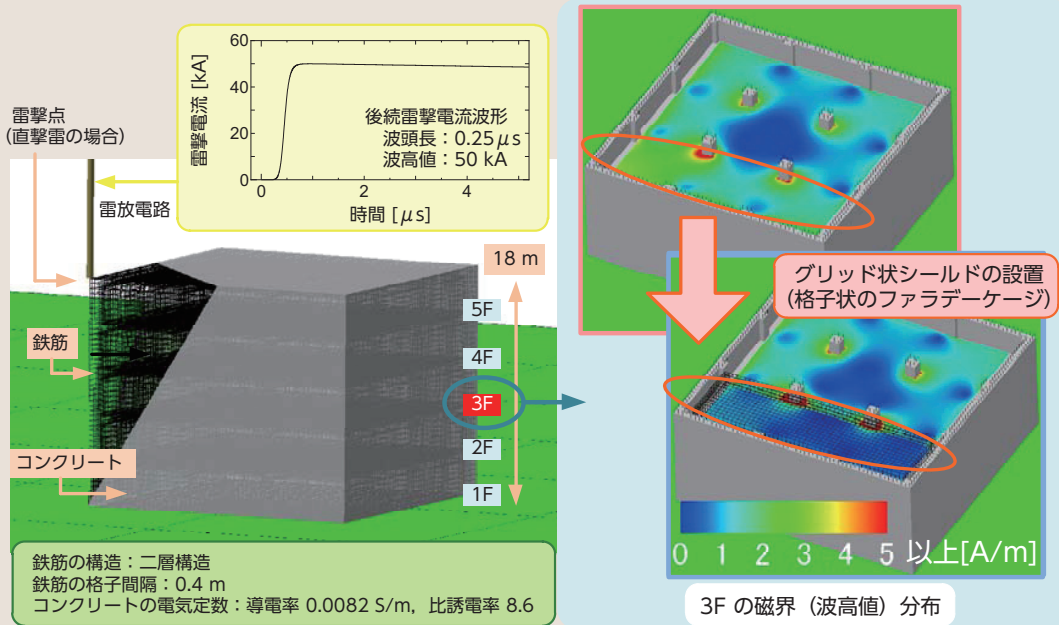 60
40
20
0
雷撃電流 [kA]
後続雷撃電流波形
波頭長：0.25μs
波高値：50 kA
0
2
4
時間 [μs]
雷撃点
(直撃雷の場合)
雷放電路
18 m
5F
4F
3F
2F
1F
鉄筋
コンクリート
鉄筋の構造：二層構造
鉄筋の格子間隔：0.4 m
コンクリートの電気定数：導電率 0.0082 S/m，比誘電率 8.6
グリッド状シールドの設置
(格子状のファラデーケージ)
0 1 2 3 4 5 以上[A/m]
3F の磁界（波高値）分布